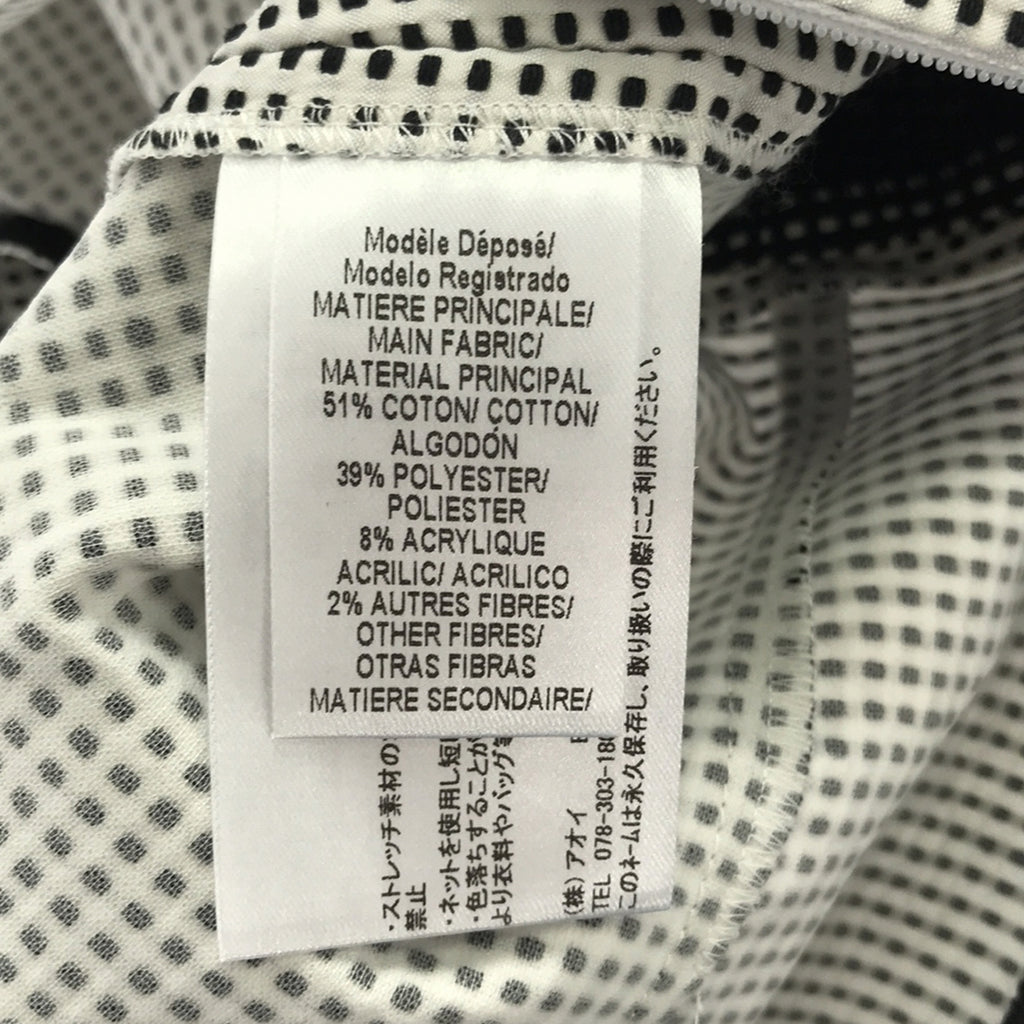 Modèle Déposé/
Modelo Registrado
MATIERE PRINCIPALE/
MAIN FABRIC/
MATERIAL PRINCIPAL
51% COTON/ COTTON/
ALGODÓN
39% POLYESTER/
POLIESTER
8% ACRYLIQUE
ACRILIC/ ACRILICO
2% AUTRES FIBRES/
OTHER FIBRES/
OTRAS FIBRAS
MATIERE SECONDAIRE/
このネームは永久保存し、取り扱いの際にご利用ください。
TEL 078-303-18
(株) アオイ
より衣料やバッグ
・色落ちすることが
・ネットを使用し短
禁止
・ストレッチ素材の